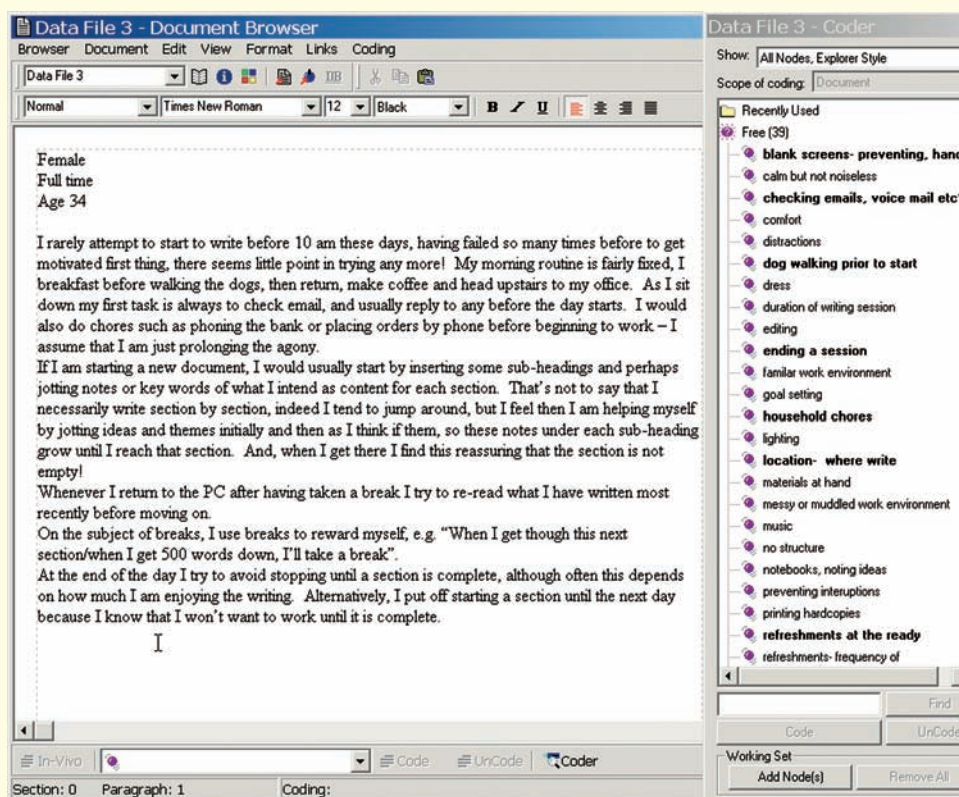 Data File 3 - Document Browser
Browser Document Edit View Format Links Coding
Data File 3
Normal Times New Roman 12 Black B I U
Female
Full time
Age 34
I rarely attempt to start to write before 10 am these days, having failed so many times before to get
motivated first thing, there seems little point in trying any more! My morning routine is fairly fixed, I
breakfast before walking the dogs, then return, make coffee and head upstairs to my office. As I sit
down my first task is always to check email, and usually reply to any before the day starts. I would
also do chores such as phoning the bank or placing orders by phone before beginning to work – I
assume that I am just prolonging the agony.
If I am starting a new document, I would usually start by inserting some sub-headings and perhaps
jotting notes or key words of what I intend as content for each section. That's not to say that I
necessarily write section by section, indeed I tend to jump around, but I feel then I am helping myself
by jotting ideas and themes initially and then as I think if them, so these notes under each sub-heading
grow until I reach that section. And, when I get there I find this reassuring that the section is not
empty!
Whenever I return to the PC after having taken a break I try to re-read what I have written most
recently before moving on.
On the subject of breaks, I use breaks to reward myself, e.g. “When I get though this next
section/when I get 500 words down, I'll take a break”.
At the end of the day I try to avoid stopping until a section is complete, although often this depends
on how much I am enjoying the writing. Alternatively, I put off starting a section until the next day
because I know that I won't want to work until it is complete.
In-Vivo Code UnCode Coder
Section: 0 Paragraph: 1 Coding:
Data File 3 - Coder
Show: All Nodes, Explorer Style
Scope of coding: Document
Recently Used
Free (39)
blank screens- preventing, hand
calm but not noiseless
checking emails, voice mail etc
comfort
distractions
dog walking prior to start
dress
duration of writing session
editing
ending a session
familar work environment
goal setting
household chores
lighting
location- where write
materials at hand
messy or muddled work environment
music
no structure
notebooks, noting ideas
preventing interuptions
printing hardcopies
refreshments at the ready
refreshments- frequency of
Find
Code UnCode
Working Set
Add Node(s) Remove All